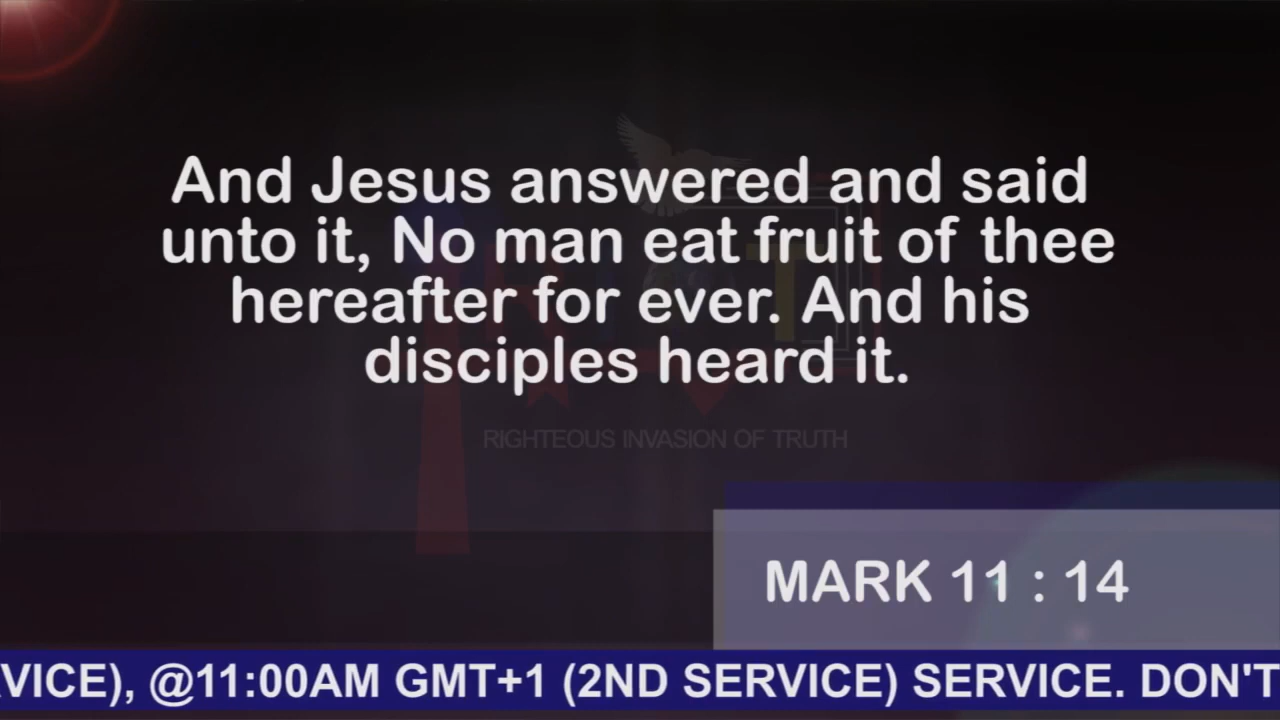 And Jesus answered and said
unto it, No man eat fruit of thee
hereafter for ever. And his
disciples heard it.
RIGHTEOUS INVASION OF TRUTH
MARK 11 : 14
VICE), @11:00AM GMT+1 (2ND SERVICE) SERVICE. DON'T